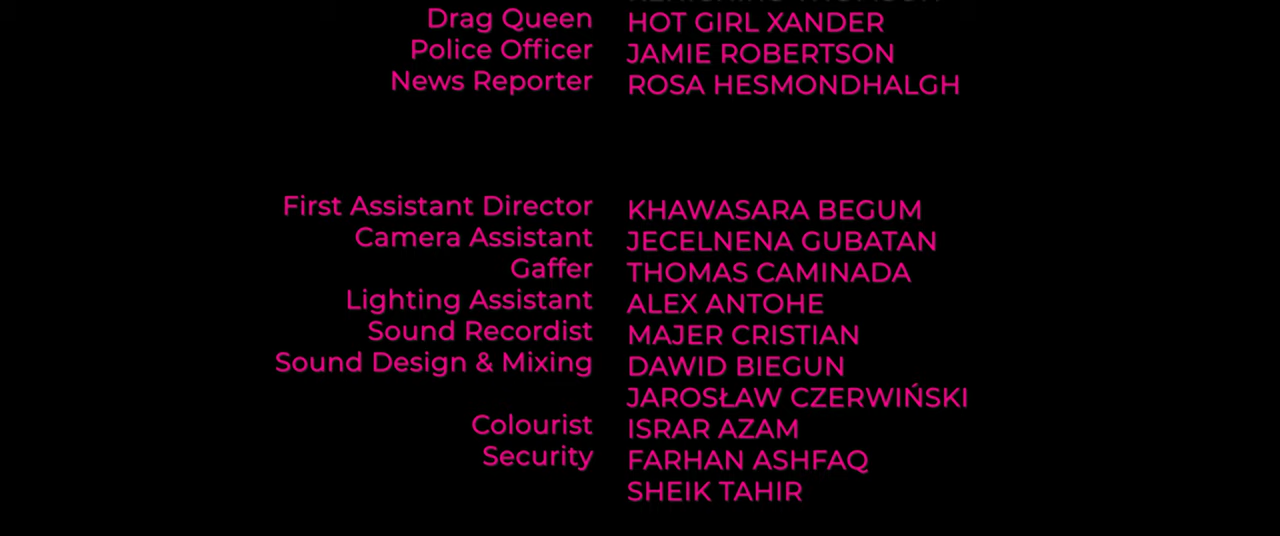 Drag Queen HOT GIRL XANDER
Police Officer JAMIE ROBERTSON
News Reporter ROSA HESMONDHALGH
First Assistant Director KHAWASARA BEGUM
Camera Assistant JECELNENA GUBATAN
Gaffer THOMAS CAMINADA
Lighting Assistant ALEX ANTOHE
Sound Recordist MAJER CRISTIAN
Sound Design & Mixing DAWID BIEGUN
JAROSŁAW CZERWIŃSKI
Colourist ISRAR AZAM
Security FARHAN ASHFAQ
SHEIK TAHIR